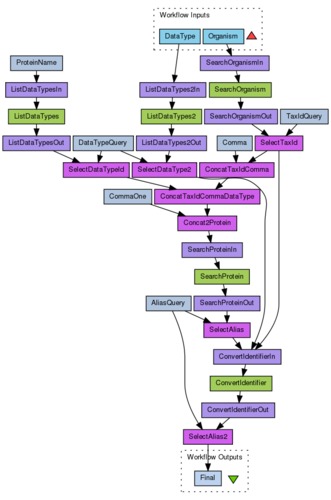 Workflow Inputs
DataType
Organism
ProteinName
SearchOrganismIn
ListDataTypesIn
ListDataTypes2In
SearchOrganism
ListDataTypes
ListDataTypes2
SearchOrganismOut
TaxIdQuery
ListDataTypesOut
DataTypeQuery
ListDataTypes2Out
Comma
SelectTaxId
SelectDataTypeId
SelectDataType2
ConcatTaxIdComma
CommaOne
ConcatTaxIdCommaDataType
Concat2Protein
SearchProteinIn
SearchProtein
AliasQuery
SearchProteinOut
SelectAlias
ConvertIdentifierIn
ConvertIdentifier
ConvertIdentifierOut
SelectAlias2
Workflow Outputs
Final